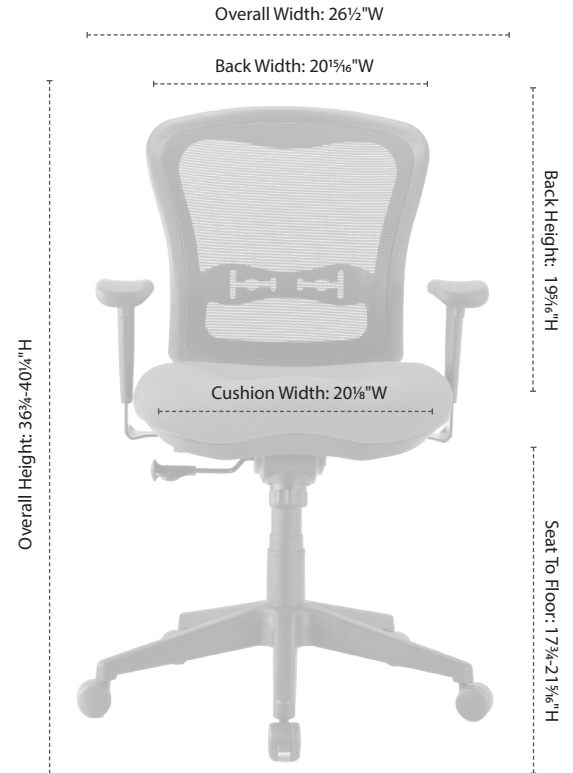 Overall Width: 26½"W
Back Width: 20¹⁵⁄₁₆"W
Back Height: 19⁵⁄₁₆"H
Overall Height: 36¾-40¼"H
Cushion Width: 20⅛"W
Seat To Floor: 17¾-21⁵⁄₁₆"H